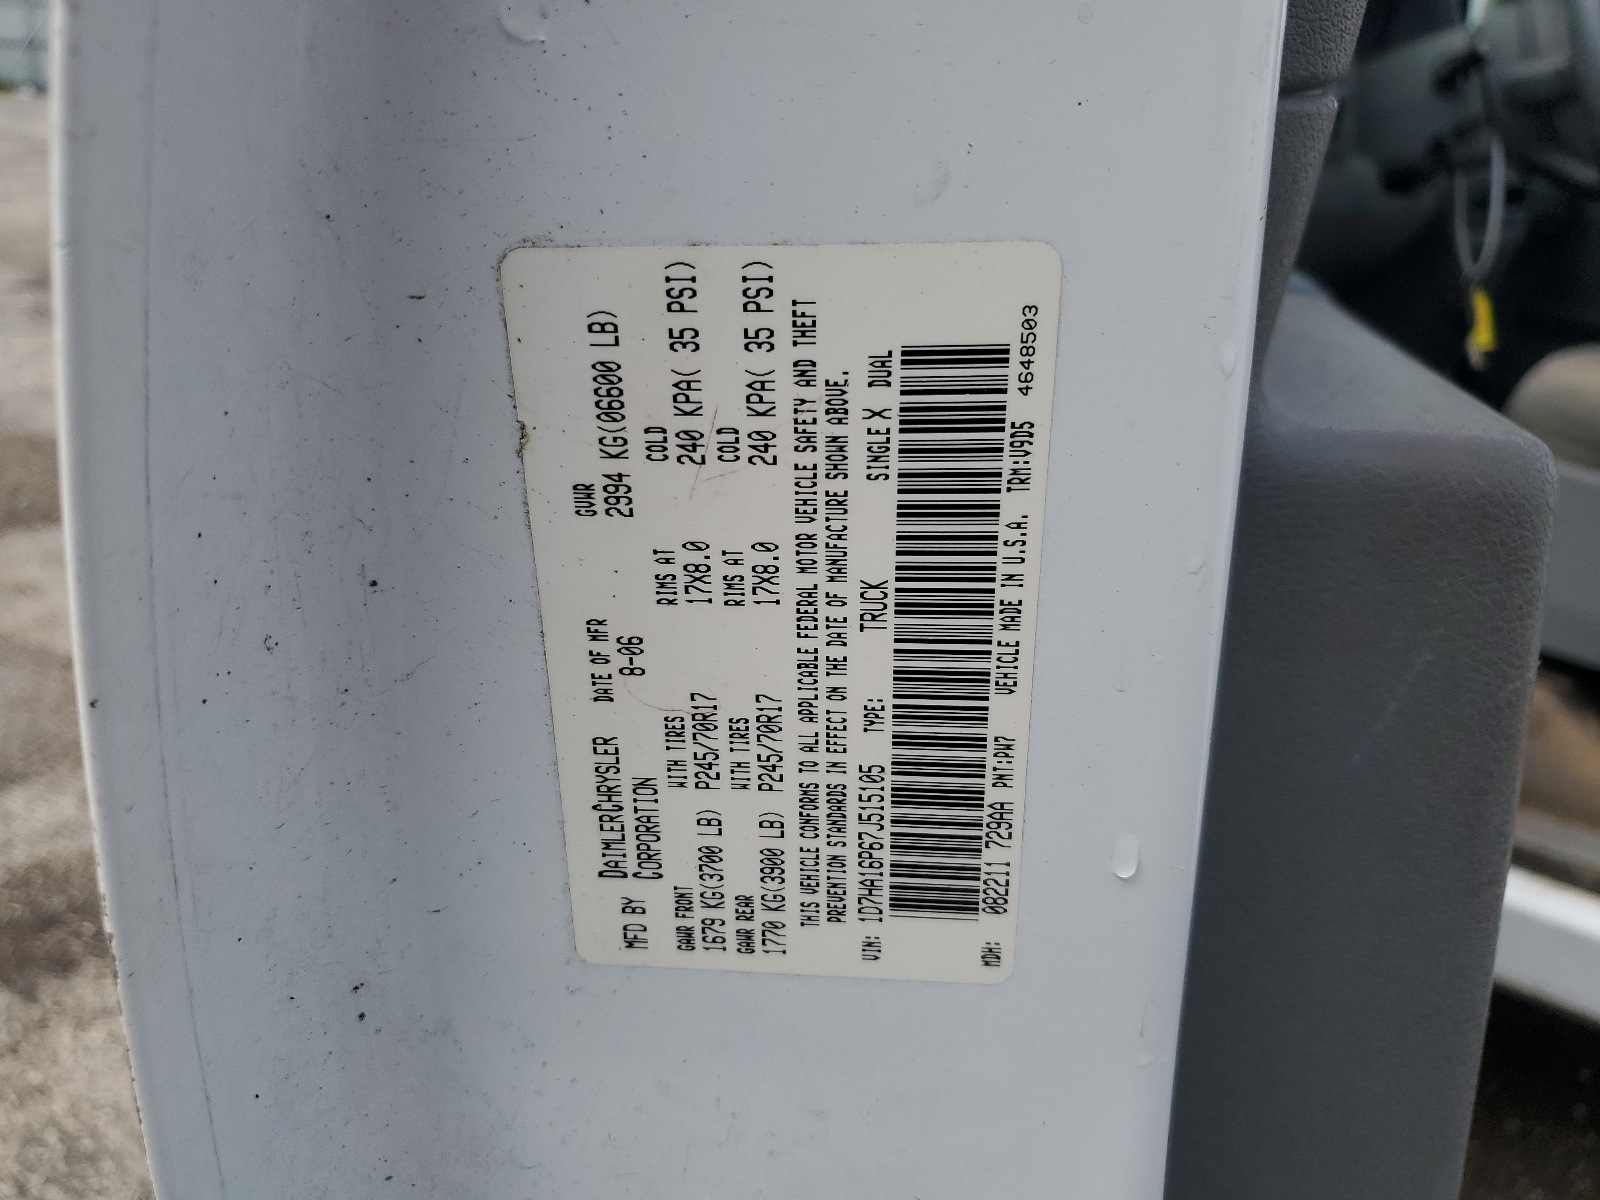 MFD BY DAIMLERCHRYSLER CORPORATION DATE OF MFR 8-06 GVWR 2994 KG(06600 LB)
GAWR FRONT WITH TIRES RIMS AT COLD
1679 KG(3700 LB) P245/70R17 17X8.0 240 KPA( 35 PSI)
GAWR REAR WITH TIRES RIMS AT COLD
1770 KG(3900 LB) P245/70R17 17X8.0 240 KPA( 35 PSI)
THIS VEHICLE CONFORMS TO ALL APPLICABLE FEDERAL MOTOR VEHICLE SAFETY AND THEFT
PREVENTION STANDARDS IN EFFECT ON THE DATE OF MANUFACTURE SHOWN ABOVE.
VIN: 1D7HA16P67J515105 TYPE: TRUCK SINGLE X DUAL
MDH: 082211 729AA PNT:PW7 VEHICLE MADE IN U.S.A. TRM:V9D5 4648503